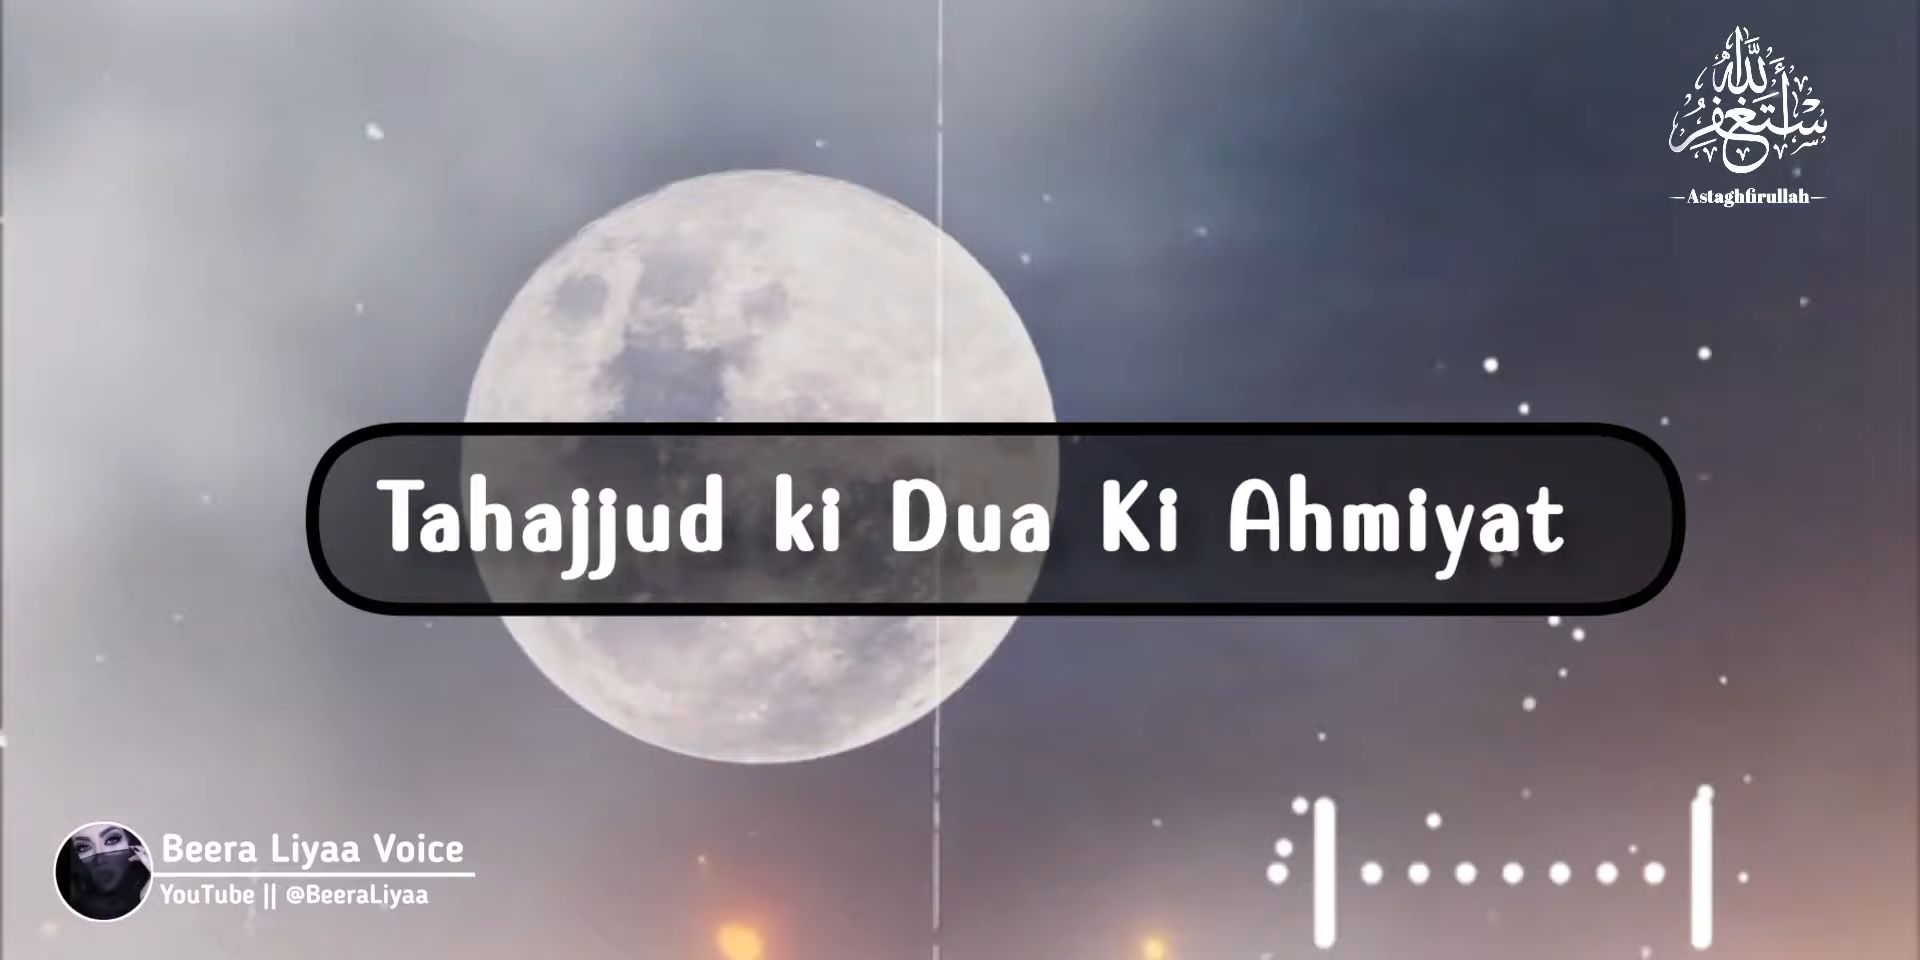 أستغفر الله
Astaghfirullah
Tahajjud ki Dua Ki Ahmiyat
Beera Liyaa Voice
YouTube || @BeeraLiyaa